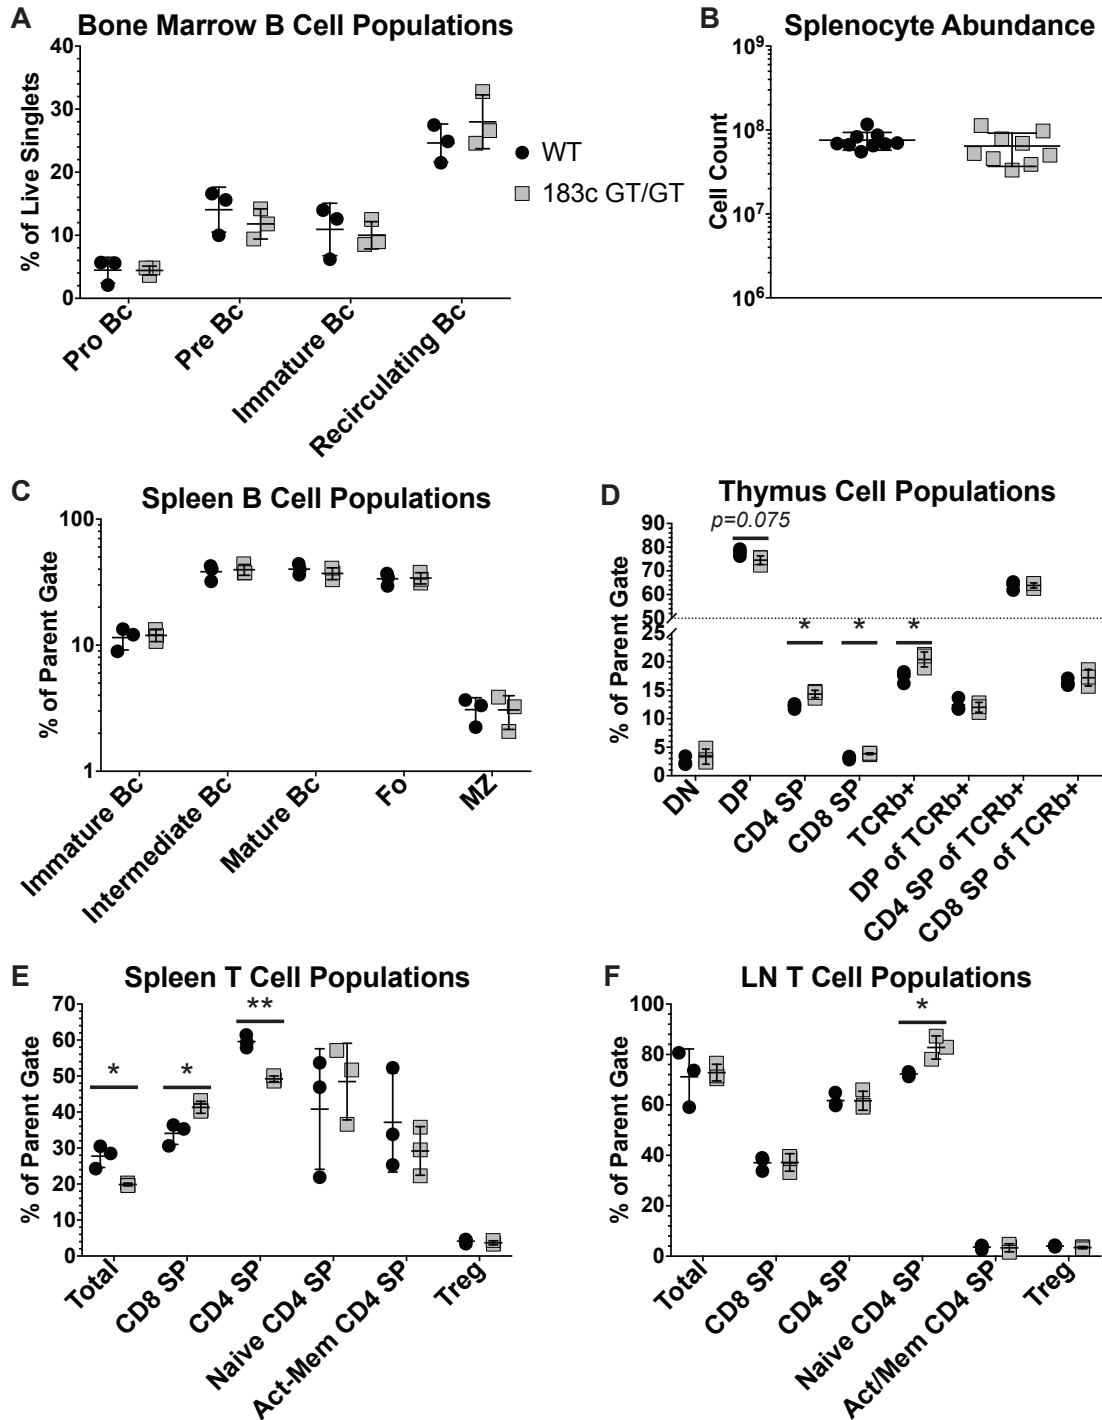 A
Bone Marrow B Cell Populations
% of Live Singlets
40
30
20
10
0
Pro Bc
Pre Bc
Immature Bc
Recirculating Bc
WT
183c GT/GT
B
Splenocyte Abundance
Cell Count
10⁹
10⁸
10⁷
10⁶
C
Spleen B Cell Populations
% of Parent Gate
100
10
1
Immature Bc
Intermediate Bc
Mature Bc
Fo
MZ
D
Thymus Cell Populations
p=0.075
% of Parent Gate
90
80
70
60
50
25
20
15
10
5
0
* * *
DN
DP
CD4 SP
CD8 SP
TCRb+
DP of TCRb+
CD4 SP of TCRb+
CD8 SP of TCRb+
E
Spleen T Cell Populations
% of Parent Gate
70
60
50
40
30
20
10
0
* * **
Total
CD8 SP
CD4 SP
Naive CD4 SP
Act-Mem CD4 SP
Treg
F
LN T Cell Populations
% of Parent Gate
100
80
60
40
20
0
*
Total
CD8 SP
CD4 SP
Naive CD4 SP
Act/Mem CD4 SP
Treg